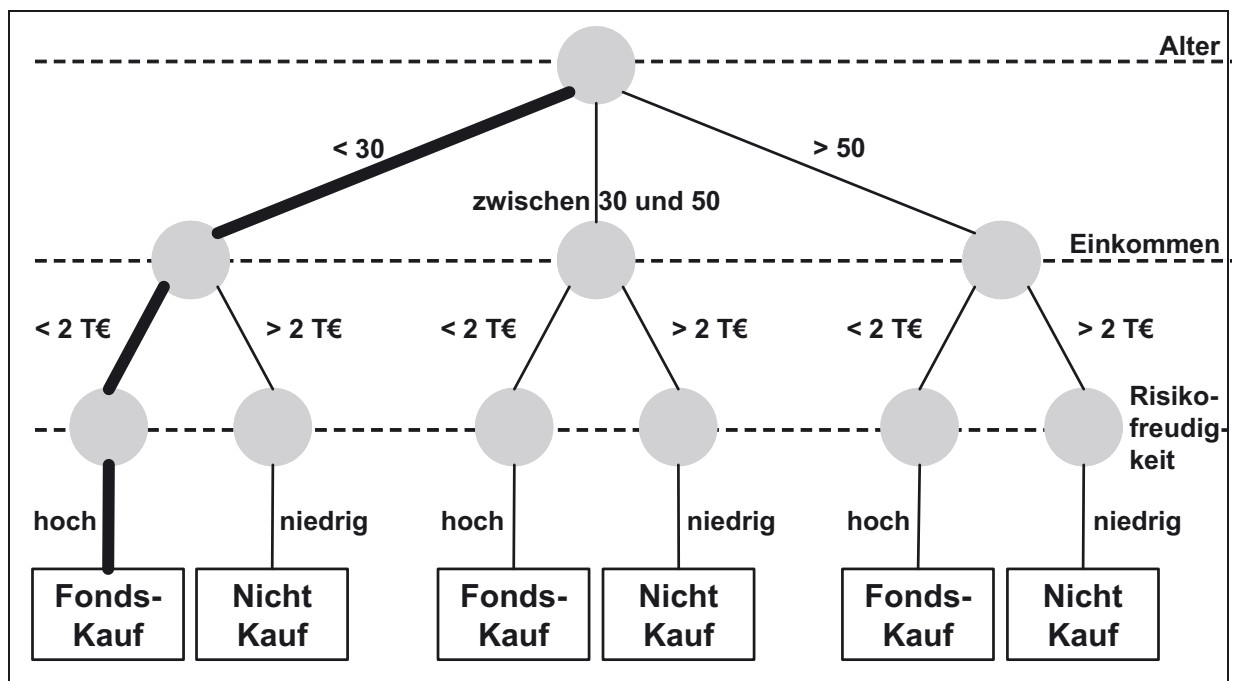 Alter
< 30
> 50
zwischen 30 und 50
Einkommen
< 2 T€
> 2 T€
< 2 T€
> 2 T€
< 2 T€
> 2 T€
Risiko-
freudig-
keit
hoch
niedrig
hoch
niedrig
hoch
niedrig
Fonds-
Kauf
Nicht
Kauf
Fonds-
Kauf
Nicht
Kauf
Fonds-
Kauf
Nicht
Kauf